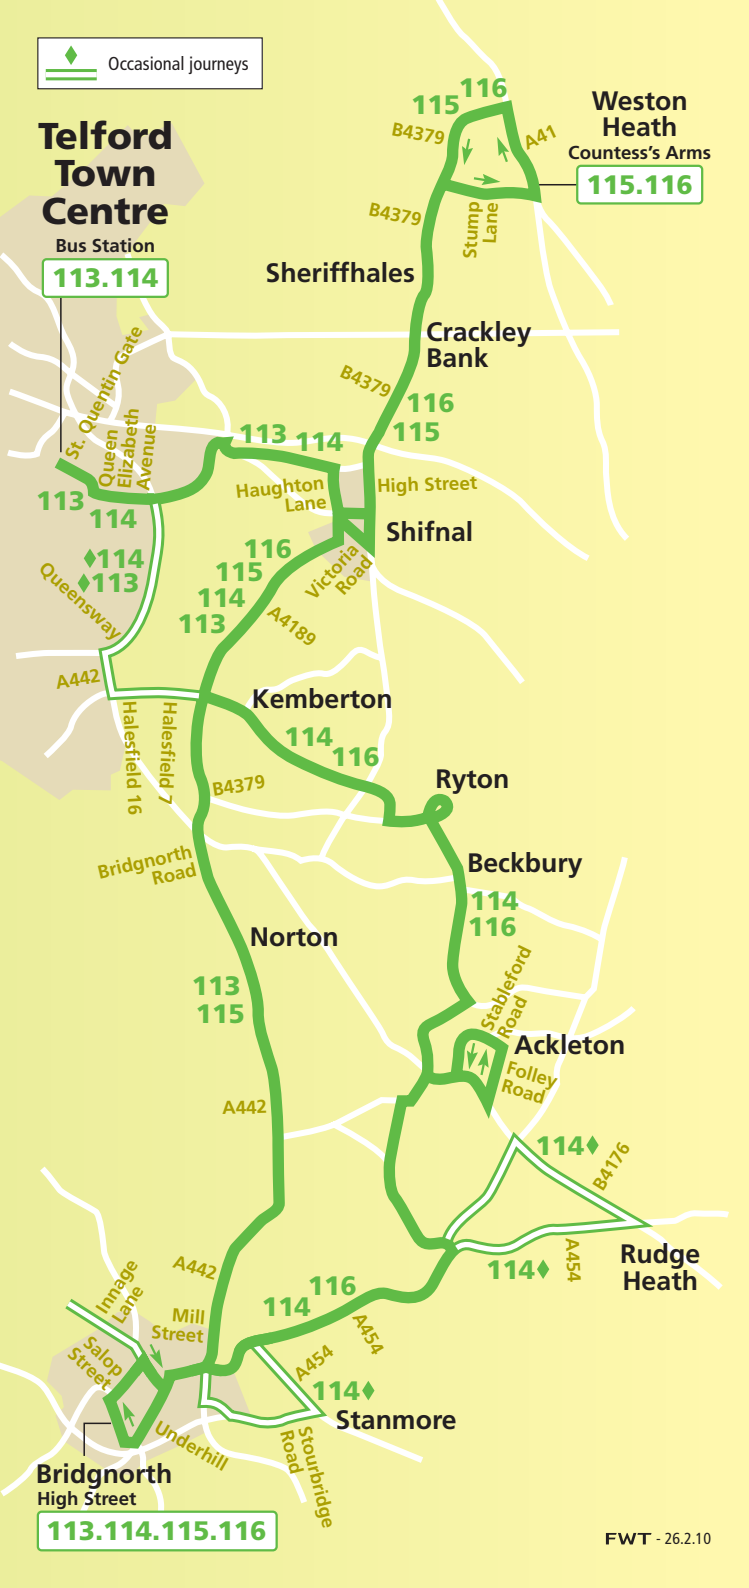 Occasional journeys
Telford
Town
Centre
Bus Station
113.114
116
115
B4379
A41
Weston
Heath
Countess's Arms
115.116
B4379
Stump
Lane
Sheriffhales
Crackley
Bank
B4379
116
115
St. Quentin Gate
Queen
Elizabeth
Avenue
113
114
113
114
Haughton
Lane
High Street
Shifnal
Victoria
Road
♦114
♦113
Queensway
116
115
114
113
A4189
A442
Halesfield 16
Halesfield 7
Kemberton
114
116
B4379
Ryton
Bridgnorth
Road
Beckbury
114
116
Norton
113
115
Stableford
Road
Ackleton
Folley
Road
A442
114♦
B4176
A442
114♦
A454
Rudge
Heath
Innage
Lane
Mill
Street
116
114
A454
Salop
Street
A454
114♦
Stanmore
Underhill
Stourbridge
Road
Bridgnorth
High Street
113.114.115.116
FWT - 26.2.10